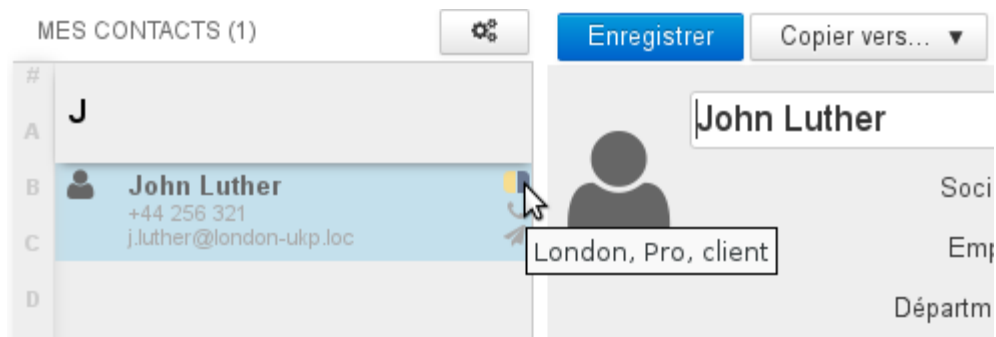 MES CONTACTS (1)
Enregistrer
Copier vers... ▼
#
A
B
C
D
J
John Luther
+44 256 321
j.luther@london-ukp.loc
London, Pro, client
John Luther
Soci
Emp
Départm